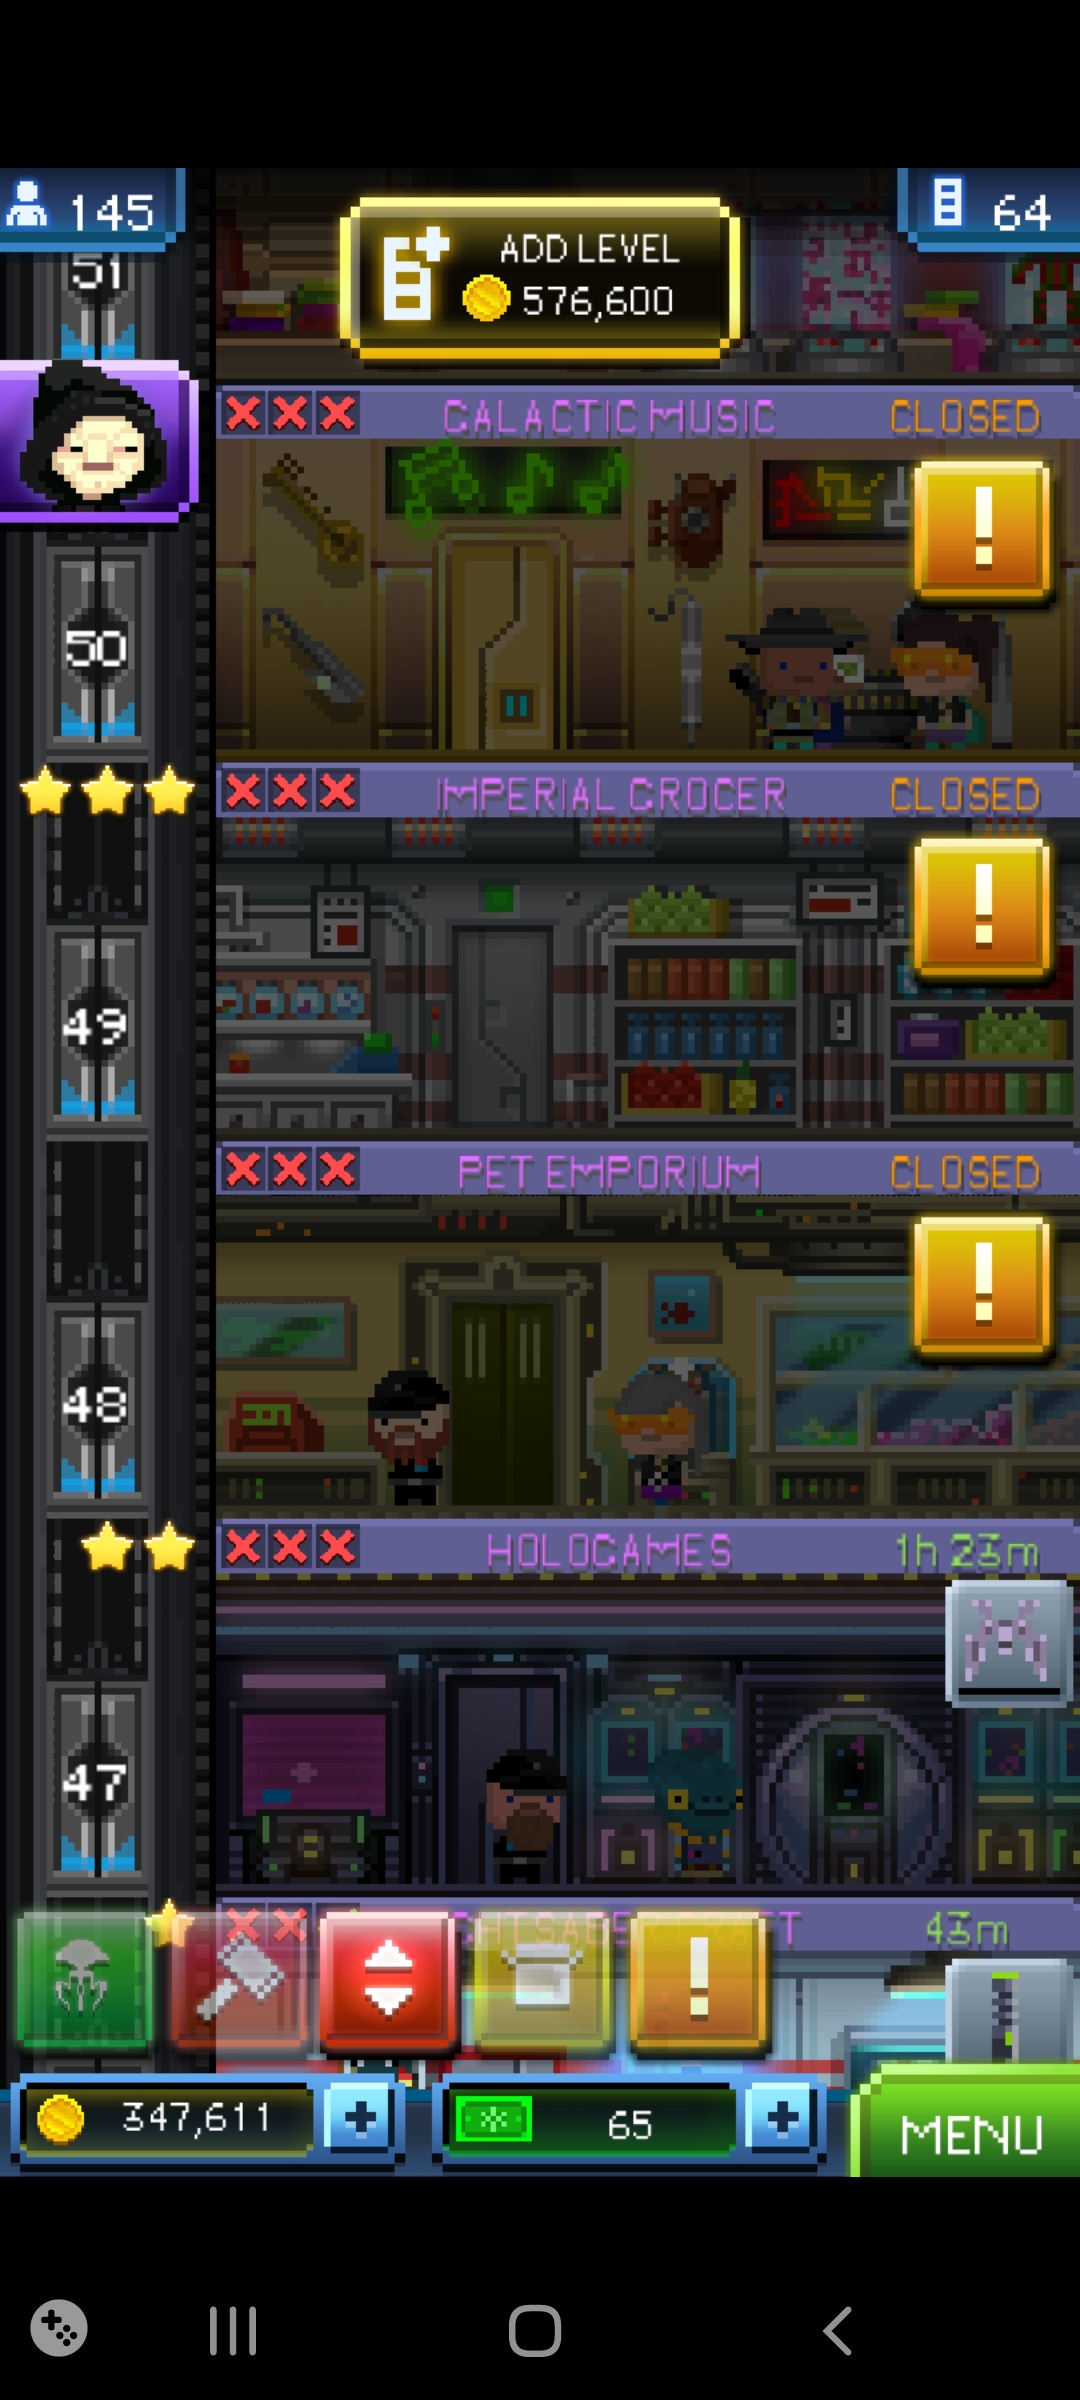 145
ADD LEVEL
576,600
64
51
GALACTIC MUSIC
CLOSED
50
IMPERIAL GROCER
CLOSED
49
PET EMPORIUM
CLOSED
48
HOLOGAMES
1h 23m
47
43m
347,611
65
MENU